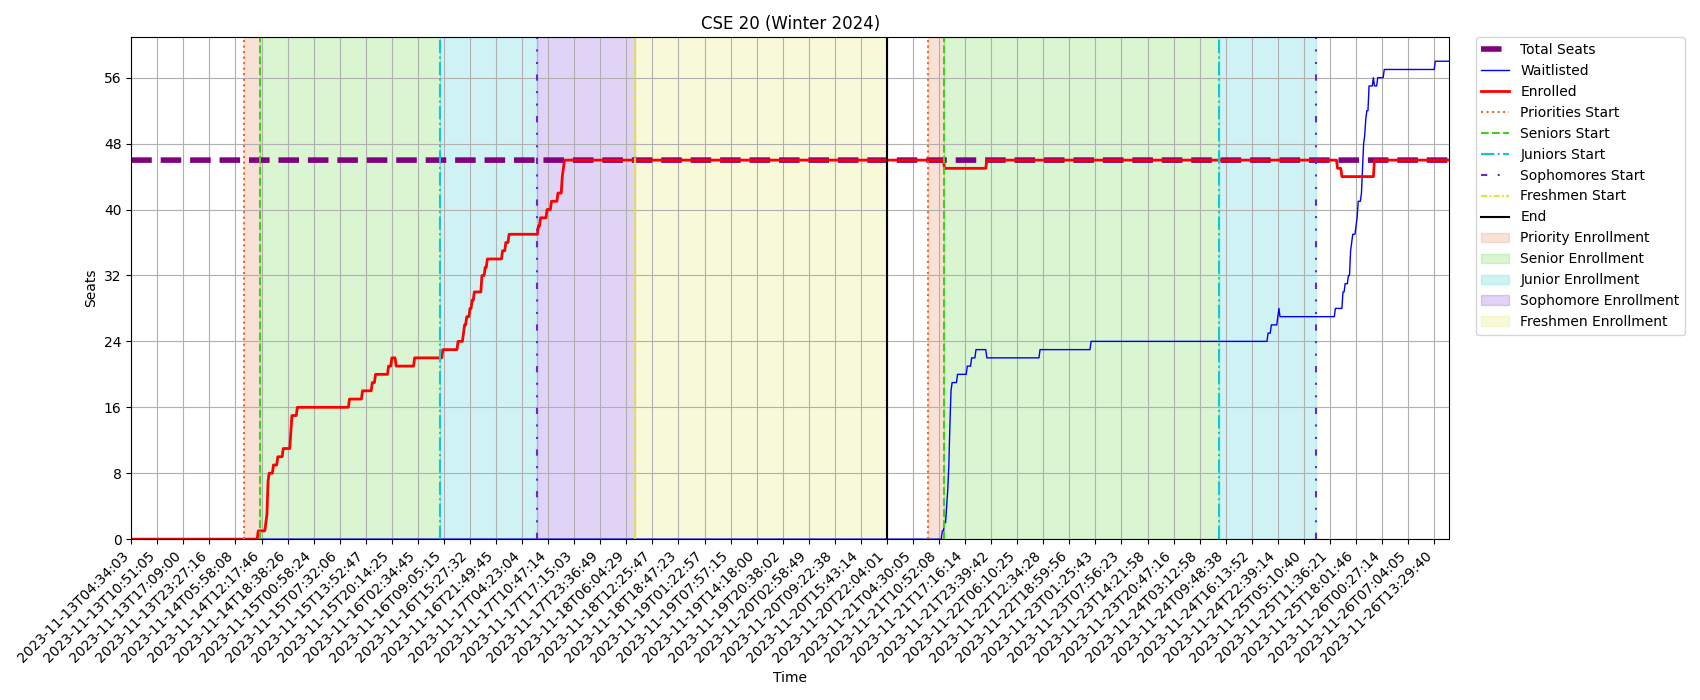 CSE 20 (Winter 2024)
Seats
56
48
40
32
24
16
8
0
2023-11-13T04:34:03
2023-11-13T10:51:05
2023-11-13T17:09:00
2023-11-13T23:27:16
2023-11-14T05:58:08
2023-11-14T12:17:46
2023-11-14T18:38:26
2023-11-15T00:58:24
2023-11-15T07:32:06
2023-11-15T13:52:47
2023-11-15T20:14:25
2023-11-16T02:34:45
2023-11-16T09:05:15
2023-11-16T15:27:32
2023-11-16T21:49:45
2023-11-17T04:23:04
2023-11-17T10:47:14
2023-11-17T17:15:03
2023-11-17T23:36:49
2023-11-18T06:04:29
2023-11-18T12:25:47
2023-11-18T18:47:23
2023-11-19T01:22:57
2023-11-19T07:57:15
2023-11-19T14:18:00
2023-11-19T20:38:02
2023-11-20T02:58:49
2023-11-20T09:22:38
2023-11-20T15:43:14
2023-11-20T22:04:01
2023-11-21T04:30:05
2023-11-21T10:52:08
2023-11-21T17:16:14
2023-11-21T23:39:42
2023-11-22T06:10:25
2023-11-22T12:34:28
2023-11-22T18:59:56
2023-11-23T01:25:43
2023-11-23T07:56:23
2023-11-23T14:21:58
2023-11-23T20:47:16
2023-11-24T03:12:58
2023-11-24T09:48:38
2023-11-24T16:13:52
2023-11-24T22:39:14
2023-11-25T05:10:40
2023-11-25T11:36:21
2023-11-25T18:01:46
2023-11-26T00:27:14
2023-11-26T07:04:05
2023-11-26T13:29:40
Time
Total Seats
Waitlisted
Enrolled
Priorities Start
Seniors Start
Juniors Start
Sophomores Start
Freshmen Start
End
Priority Enrollment
Senior Enrollment
Junior Enrollment
Sophomore Enrollment
Freshmen Enrollment